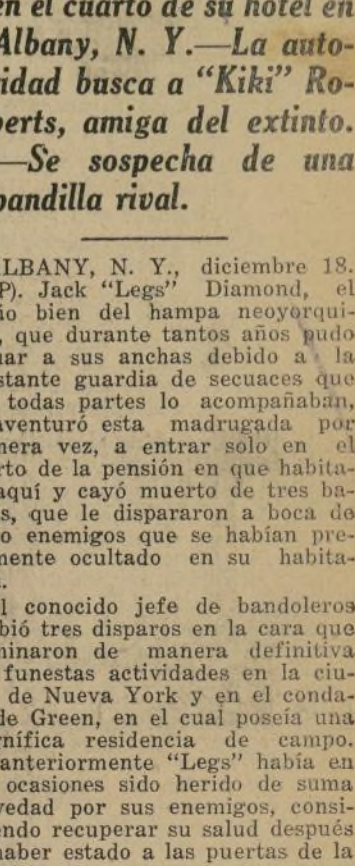 en el cuarto de su hotel en
Albany, N. Y.—La auto-
idad busca a "Kiki" Ro-
berts, amiga del extinto.
—Se sospecha de una
bandilla rival.
LBANY, N. Y., diciembre 18.
P). Jack "Legs" Diamond, el
io bien del hampa neoyorqui-
, que durante tantos años pudo
uar a sus anchas debido a la
stante guardia de secuaces que
todas partes lo acompañaban,
aventuró esta madrugada por
mera vez, a entrar solo en el
rto de la pensión en que habita-
aquí y cayó muerto de tres ba-
s, que le dispararon a boca de
o enemigos que se habían pre-
mente ocultado en su habita-
.
l conocido jefe de bandoleros
bió tres disparos en la cara que
minaron de manera definitiva
funestas actividades en la ciu-
de Nueva York y en el conda-
de Green, en el cual poseía una
nífica residencia de campo.
anteriormente "Legs" había en
ocasiones sido herido de suma
vedad por sus enemigos, consi-
endo recuperar su salud después
haber estado a las puertas de la